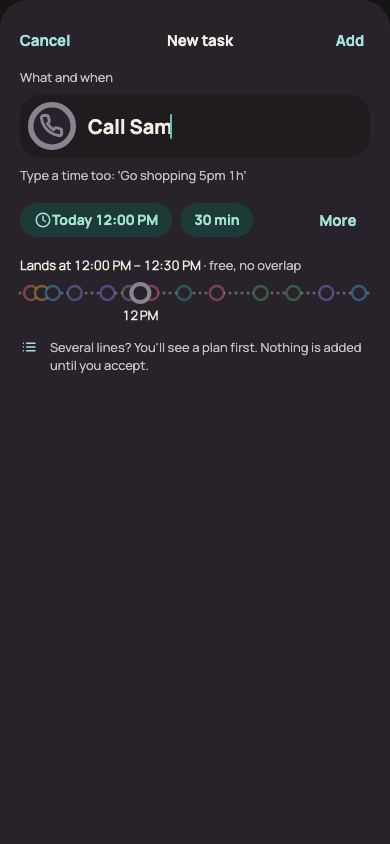 Cancel
New task
Add
What and when
Call Sam
Type a time too: 'Go shopping 5pm 1h'
Today 12:00 PM
30 min
More
Lands at 12:00 PM – 12:30 PM · free, no overlap
12 PM
Several lines? You'll see a plan first. Nothing is added
until you accept.